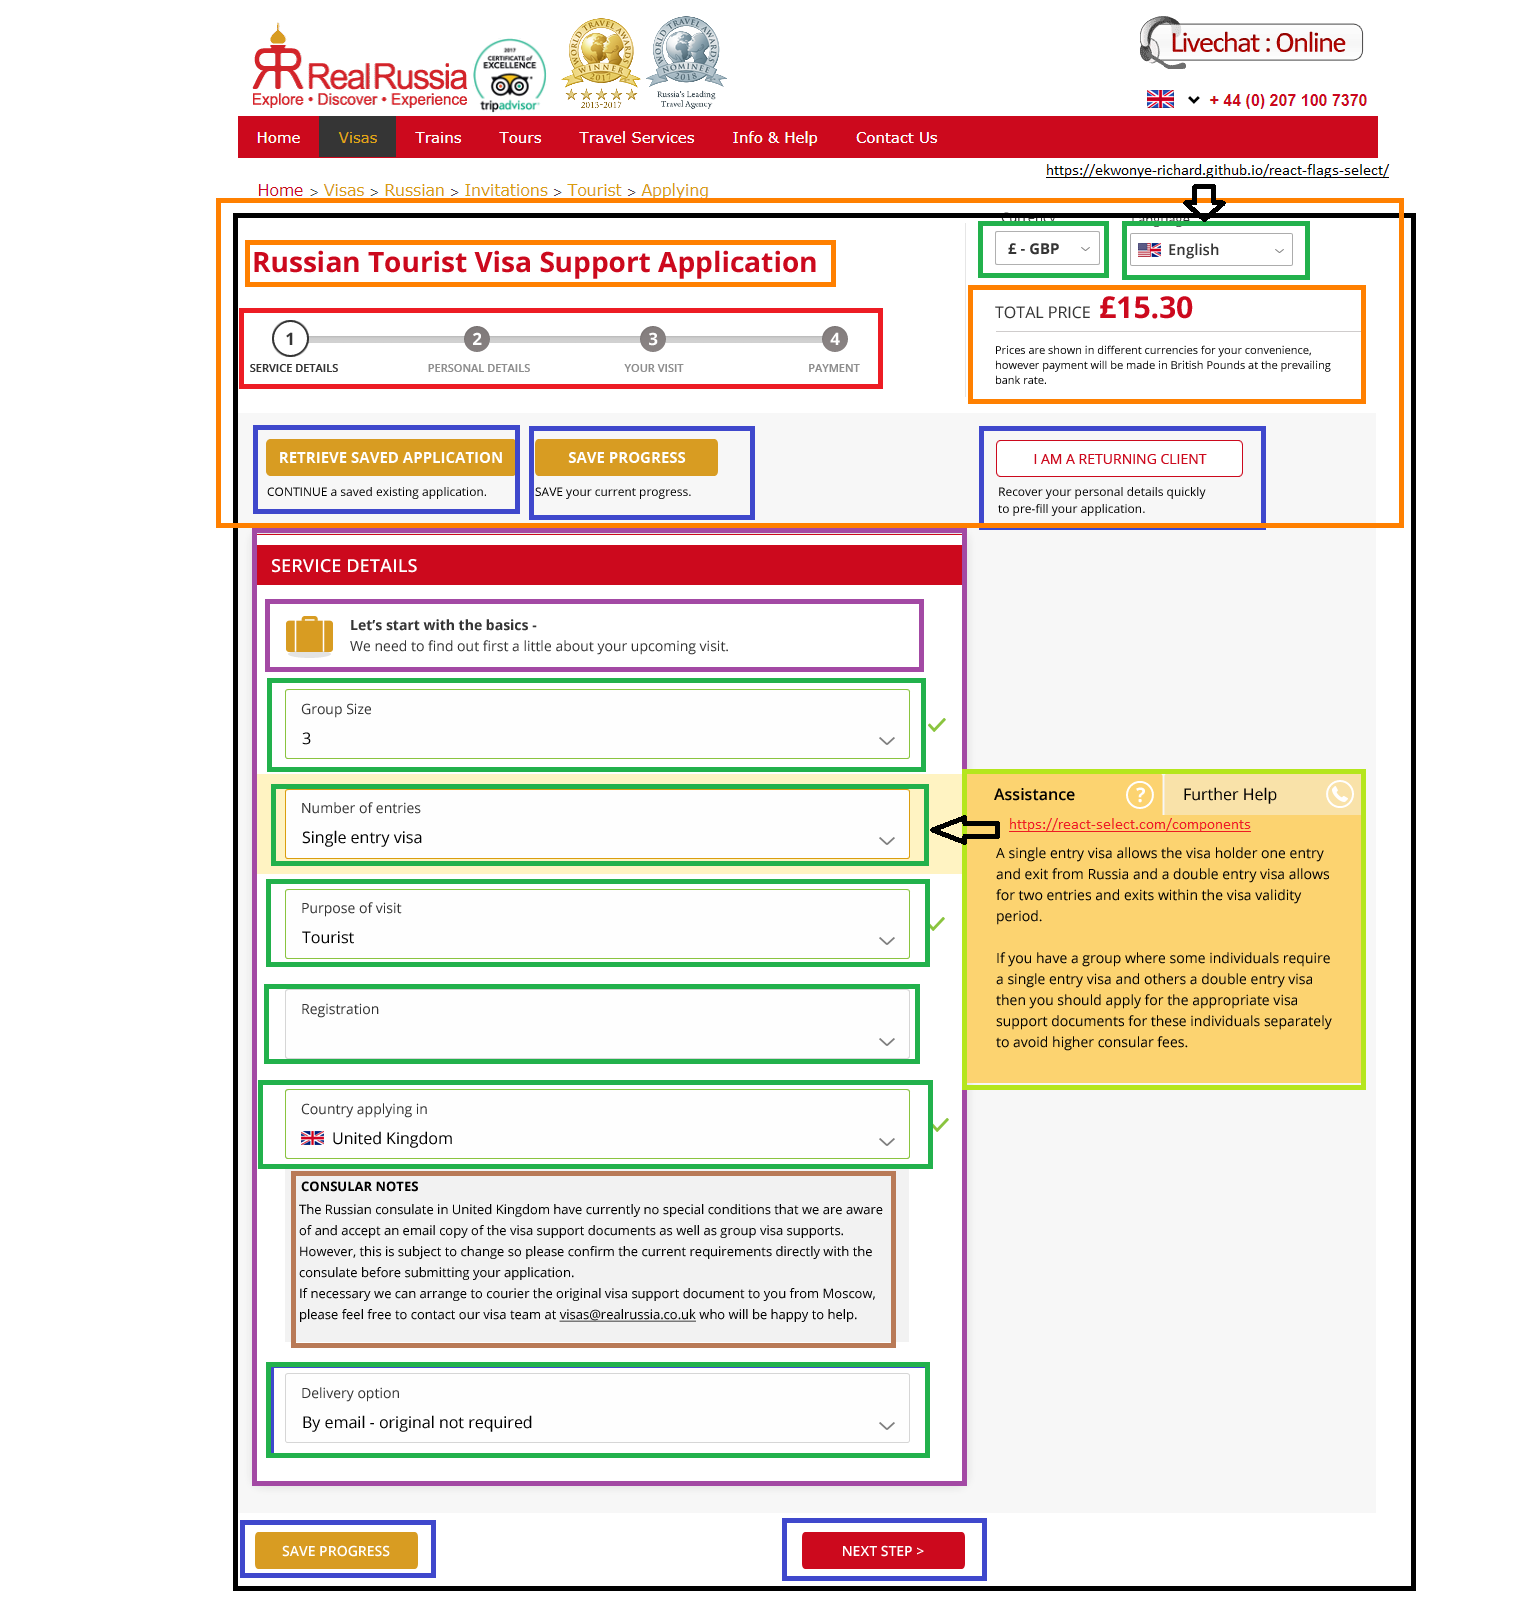 RealRussia
Explore • Discover • Experience
2017
CERTIFICATE of
EXCELLENCE
tripadvisor
WORLD TRAVEL AWARDS
WINNER
2017
2013-2017
WORLD TRAVEL AWARDS
NOMINEE
2018
Russia's Leading
Travel Agency
Livechat : Online
+ 44 (0) 207 100 7370
Home Visas Trains Tours Travel Services Info & Help Contact Us
https://ekwonye-richard.github.io/react-flags-select/
Home > Visas > Russian > Invitations > Tourist > Applying
Currency Language
£ - GBP English
Russian Tourist Visa Support Application
TOTAL PRICE £15.30
Prices are shown in different currencies for your convenience,
however payment will be made in British Pounds at the prevailing
bank rate.
1 2 3 4
SERVICE DETAILS PERSONAL DETAILS YOUR VISIT PAYMENT
RETRIEVE SAVED APPLICATION SAVE PROGRESS I AM A RETURNING CLIENT
CONTINUE a saved existing application. SAVE your current progress. Recover your personal details quickly
to pre-fill your application.
SERVICE DETAILS
Let's start with the basics -
We need to find out first a little about your upcoming visit.
Group Size
3
Number of entries
Single entry visa
Assistance ? Further Help
https://react-select.com/components
A single entry visa allows the visa holder one entry
and exit from Russia and a double entry visa allows
for two entries and exits within the visa validity
period.
If you have a group where some individuals require
a single entry visa and others a double entry visa
then you should apply for the appropriate visa
support documents for these individuals separately
to avoid higher consular fees.
Purpose of visit
Tourist
Registration
Country applying in
United Kingdom
CONSULAR NOTES
The Russian consulate in United Kingdom have currently no special conditions that we are aware
of and accept an email copy of the visa support documents as well as group visa supports.
However, this is subject to change so please confirm the current requirements directly with the
consulate before submitting your application.
If necessary we can arrange to courier the original visa support document to you from Moscow,
please feel free to contact our visa team at visas@realrussia.co.uk who will be happy to help.
Delivery option
By email - original not required
SAVE PROGRESS NEXT STEP >